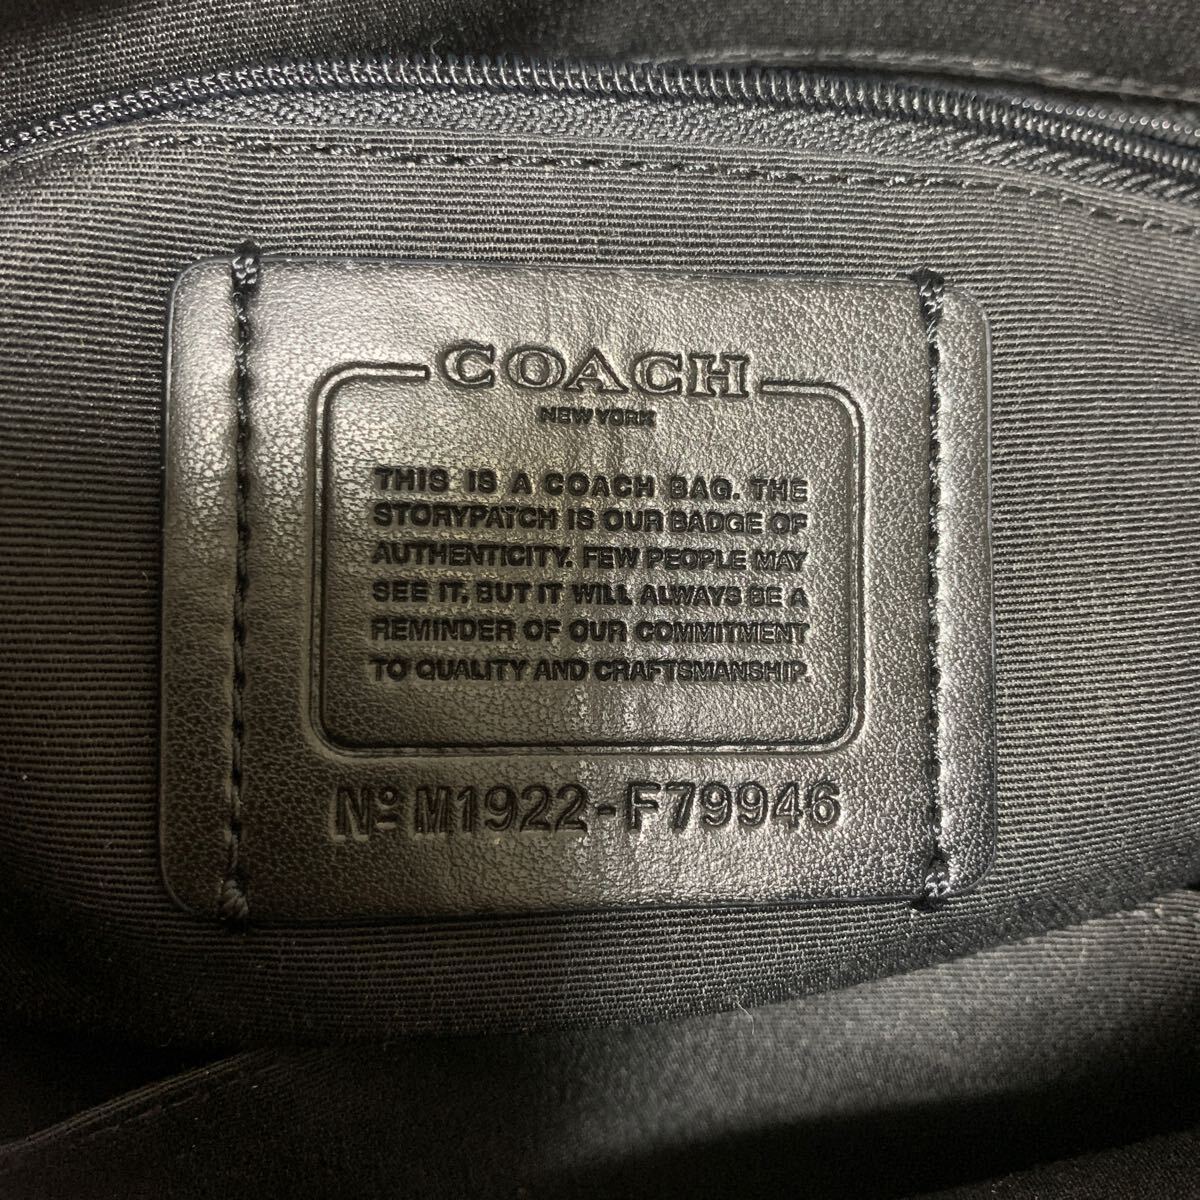 COACH
NEW YORK
THIS IS A COACH BAG. THE
STORYPATCH IS OUR BADGE OF
AUTHENTICITY. FEW PEOPLE MAY
SEE IT, BUT IT WILL ALWAYS BE A
REMINDER OF OUR COMMITMENT
TO QUALITY AND CRAFTSMANSHIP.
Nº M1922-F79946